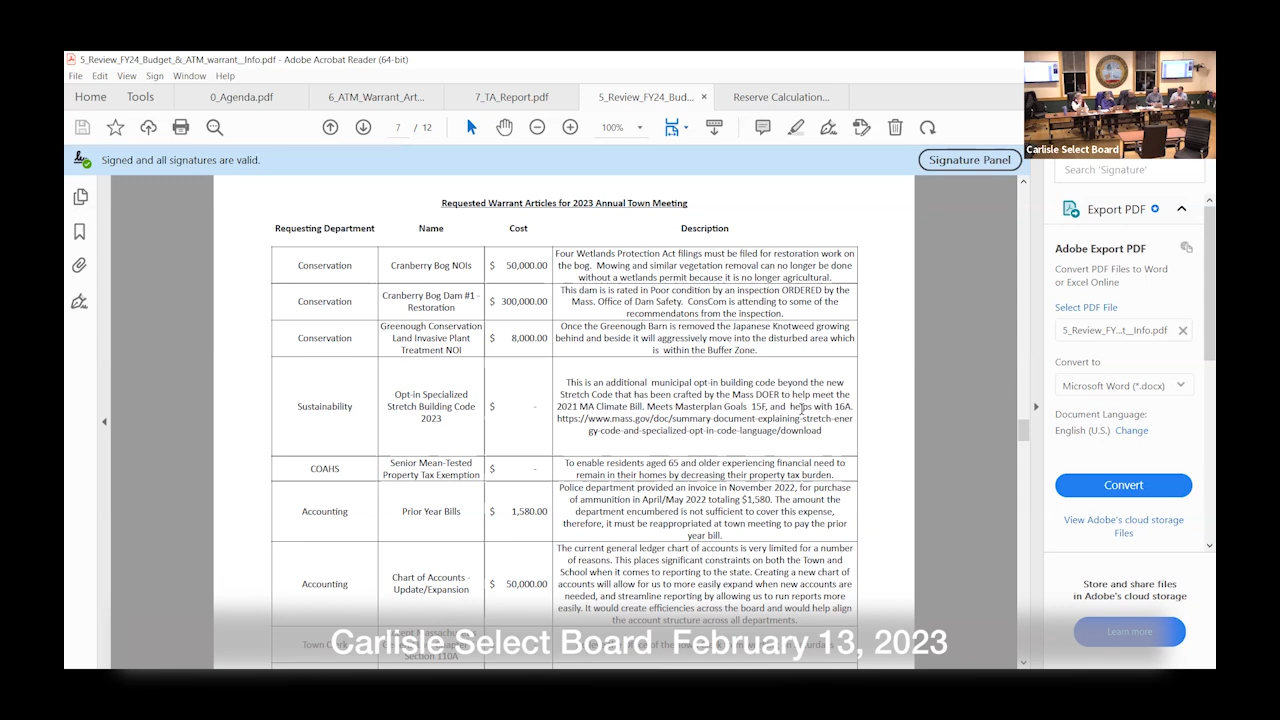 5_Review_FY24_Budget_&_ATM_warrant__Info.pdf - Adobe Acrobat Reader (64-bit)
File Edit View Sign Window Help
Home Tools 0_Agenda.pdf 0_ATM_Warrant_Art... 7_TA_Report.pdf 5_Review_FY24_Bud... × Reserve Calculation...
7 / 12 100%
Signed and all signatures are valid.
Signature Panel
Carlisle Select Board
Requested Warrant Articles for 2023 Annual Town Meeting
Requesting Department Name Cost Description
Conservation Cranberry Bog NOIs $ 50,000.00
Four Wetlands Protection Act filings must be filed for restoration work on
the bog. Mowing and similar vegetation removal can no longer be done
without a wetlands permit because it is no longer agricultural.
Conservation
Cranberry Bog Dam #1 -
Restoration
$ 300,000.00
This dam is is rated in Poor condition by an inspection ORDERED by the
Mass. Office of Dam Safety. ConsCom is attending to some of the
recommendatons from the inspection.
Conservation
Greenough Conservation
Land Invasive Plant
Treatment NOI
$ 8,000.00
Once the Greenough Barn is removed the Japanese Knotweed growing
behind and beside it will aggressively move into the disturbed area which
is within the Buffer Zone.
Sustainability
Opt-in Specialized
Stretch Building Code
2023
$ -
This is an additional municipal opt-in building code beyond the new
Stretch Code that has been crafted by the Mass DOER to help meet the
2021 MA Climate Bill. Meets Masterplan Goals 15F, and helps with 16A.
https://www.mass.gov/doc/summary-document-explaining-stretch-ener
gy-code-and-specialized-opt-in-code-language/download
COAHS
Senior Mean-Tested
Property Tax Exemption
$ -
To enable residents aged 65 and older experiencing financial need to
remain in their homes by decreasing their property tax burden.
Accounting Prior Year Bills $ 1,580.00
Police department provided an invoice in November 2022, for purchase
of ammunition in April/May 2022 totaling $1,580. The amount the
department encumbered is not sufficient to cover this expense,
therefore, it must be reappropriated at town meeting to pay the prior
year bill.
Accounting
Chart of Accounts -
Update/Expansion
$ 50,000.00
The current general ledger chart of accounts is very limited for a number
of reasons. This places significant constraints on both the Town and
School when it comes to reporting to the state. Creating a new chart of
accounts will allow for us to more easily expand when new accounts are
needed, and streamline reporting by allowing us to run reports more
easily. It would create efficiencies across the board and would help align
the account structure across all departments.
Town Clerk
Section 110A
Carlisle Select Board February 13, 2023
Search 'Signature'
Export PDF
Adobe Export PDF
Convert PDF Files to Word
or Excel Online
Select PDF File
5_Review_FY...t__Info.pdf
Convert to
Microsoft Word (*.docx)
Document Language:
English (U.S.) Change
Convert
View Adobe's cloud storage
Files
Store and share files
in Adobe's cloud storage
Learn more